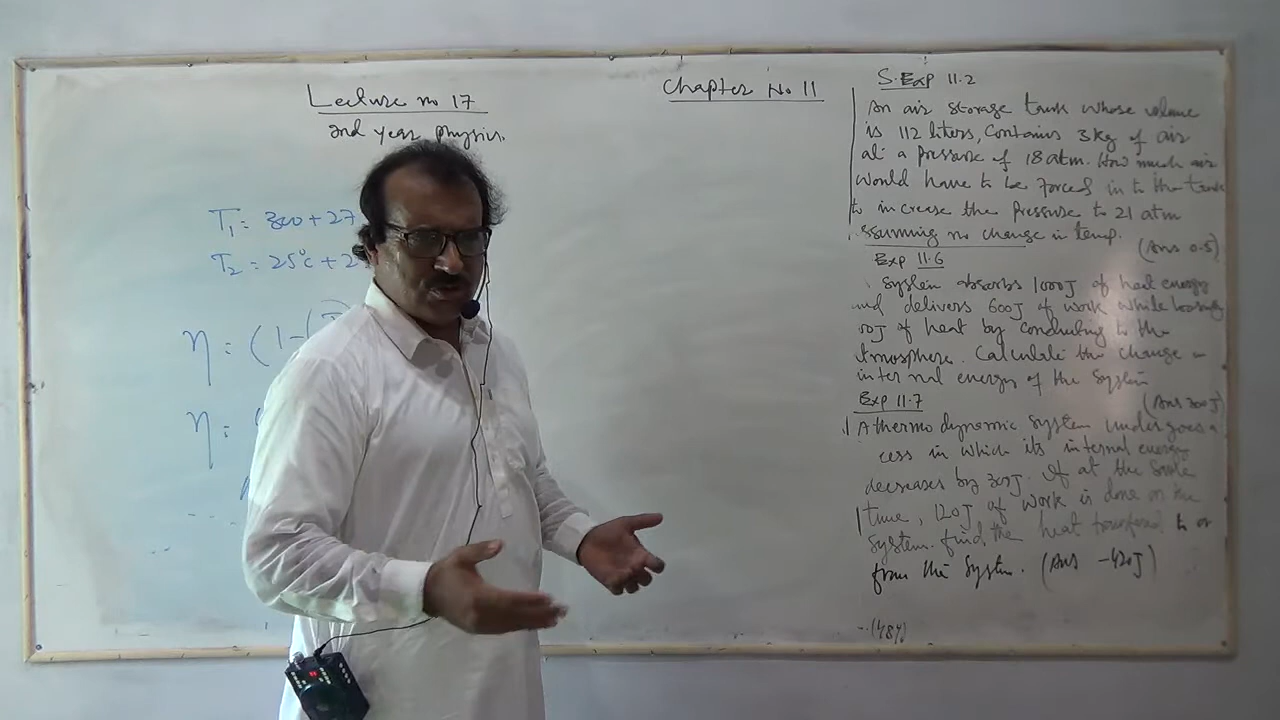 Lecture no 17
2nd year physics.
Chapter No 11
T₁ = 300 + 27
T₂ = 25°C + 2
η = (1 - (
η =
S. Exp 11.2
An air storage tank whose volume
is 112 liters, Contains 3 kg of air
at a pressure of 18 atm. How much air
would have to be forced in to the tank
to increase the pressure to 21 atm
assuming no change in temp.
(Ans 0.5)
Exp 11.6
System absorbs 1000J of heat energy
and delivers 600J of work while loosing
00J of heat by conducting to the
atmosphere. Calculate the change in
internal energy of the system
(Ans 300J)
Exp 11.7
A thermodynamic system undergoes a
cess in which its internal energy
decreases by 300J. If at the same
time, 120J of work is done on the
system. find the heat transferred to or
from the system. (Ans -420J)
(484)